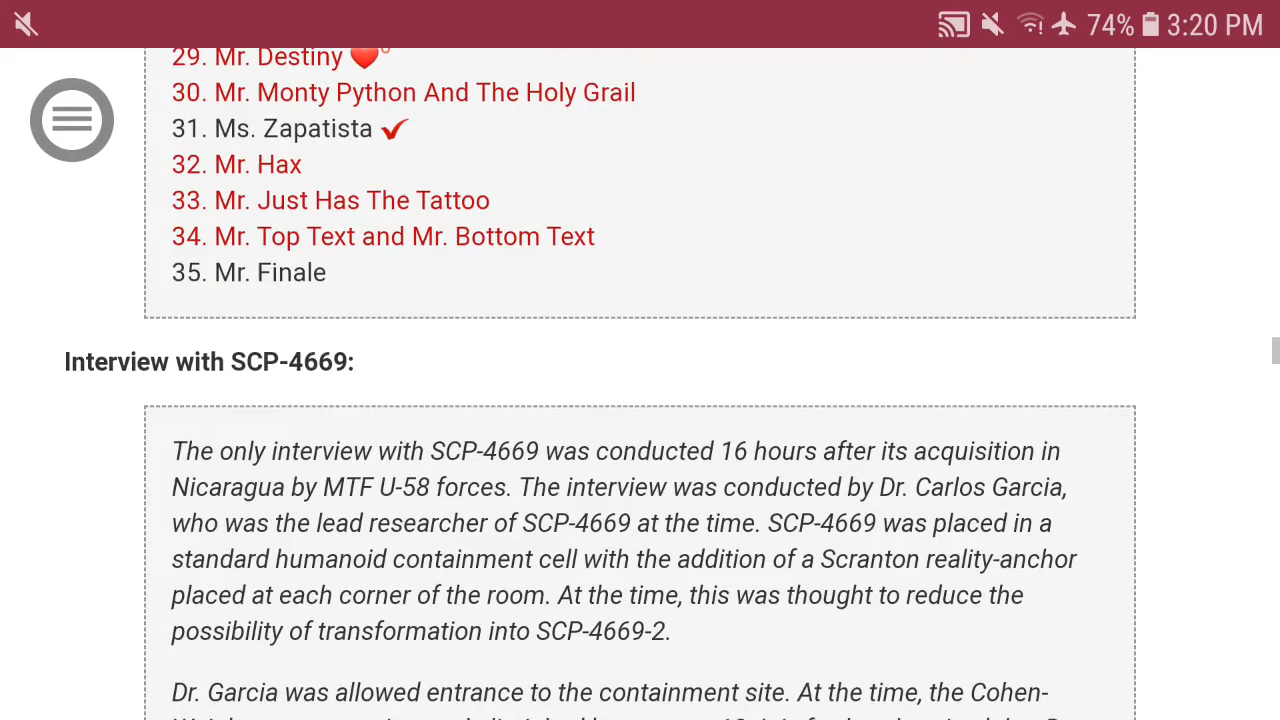 74% 3:20 PM
29. Mr. Destiny
30. Mr. Monty Python And The Holy Grail
31. Ms. Zapatista
32. Mr. Hax
33. Mr. Just Has The Tattoo
34. Mr. Top Text and Mr. Bottom Text
35. Mr. Finale
Interview with SCP-4669:
The only interview with SCP-4669 was conducted 16 hours after its acquisition in
Nicaragua by MTF U-58 forces. The interview was conducted by Dr. Carlos Garcia,
who was the lead researcher of SCP-4669 at the time. SCP-4669 was placed in a
standard humanoid containment cell with the addition of a Scranton reality-anchor
placed at each corner of the room. At the time, this was thought to reduce the
possibility of transformation into SCP-4669-2.
Dr. Garcia was allowed entrance to the containment site. At the time, the Cohen-